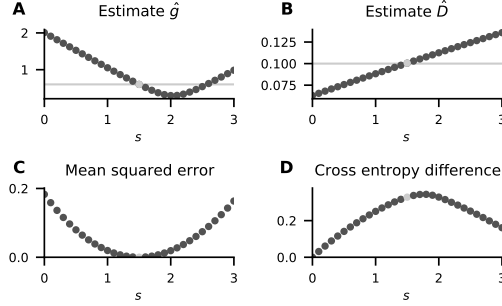 A
Estimate ĝ
2
1
0
1
2
3
s
B
Estimate D̂
0.125
0.100
0.075
0
1
2
3
s
C
Mean squared error
0.2
0.0
0
1
2
3
s
D
Cross entropy difference
0.2
0.0
0
1
2
3
s